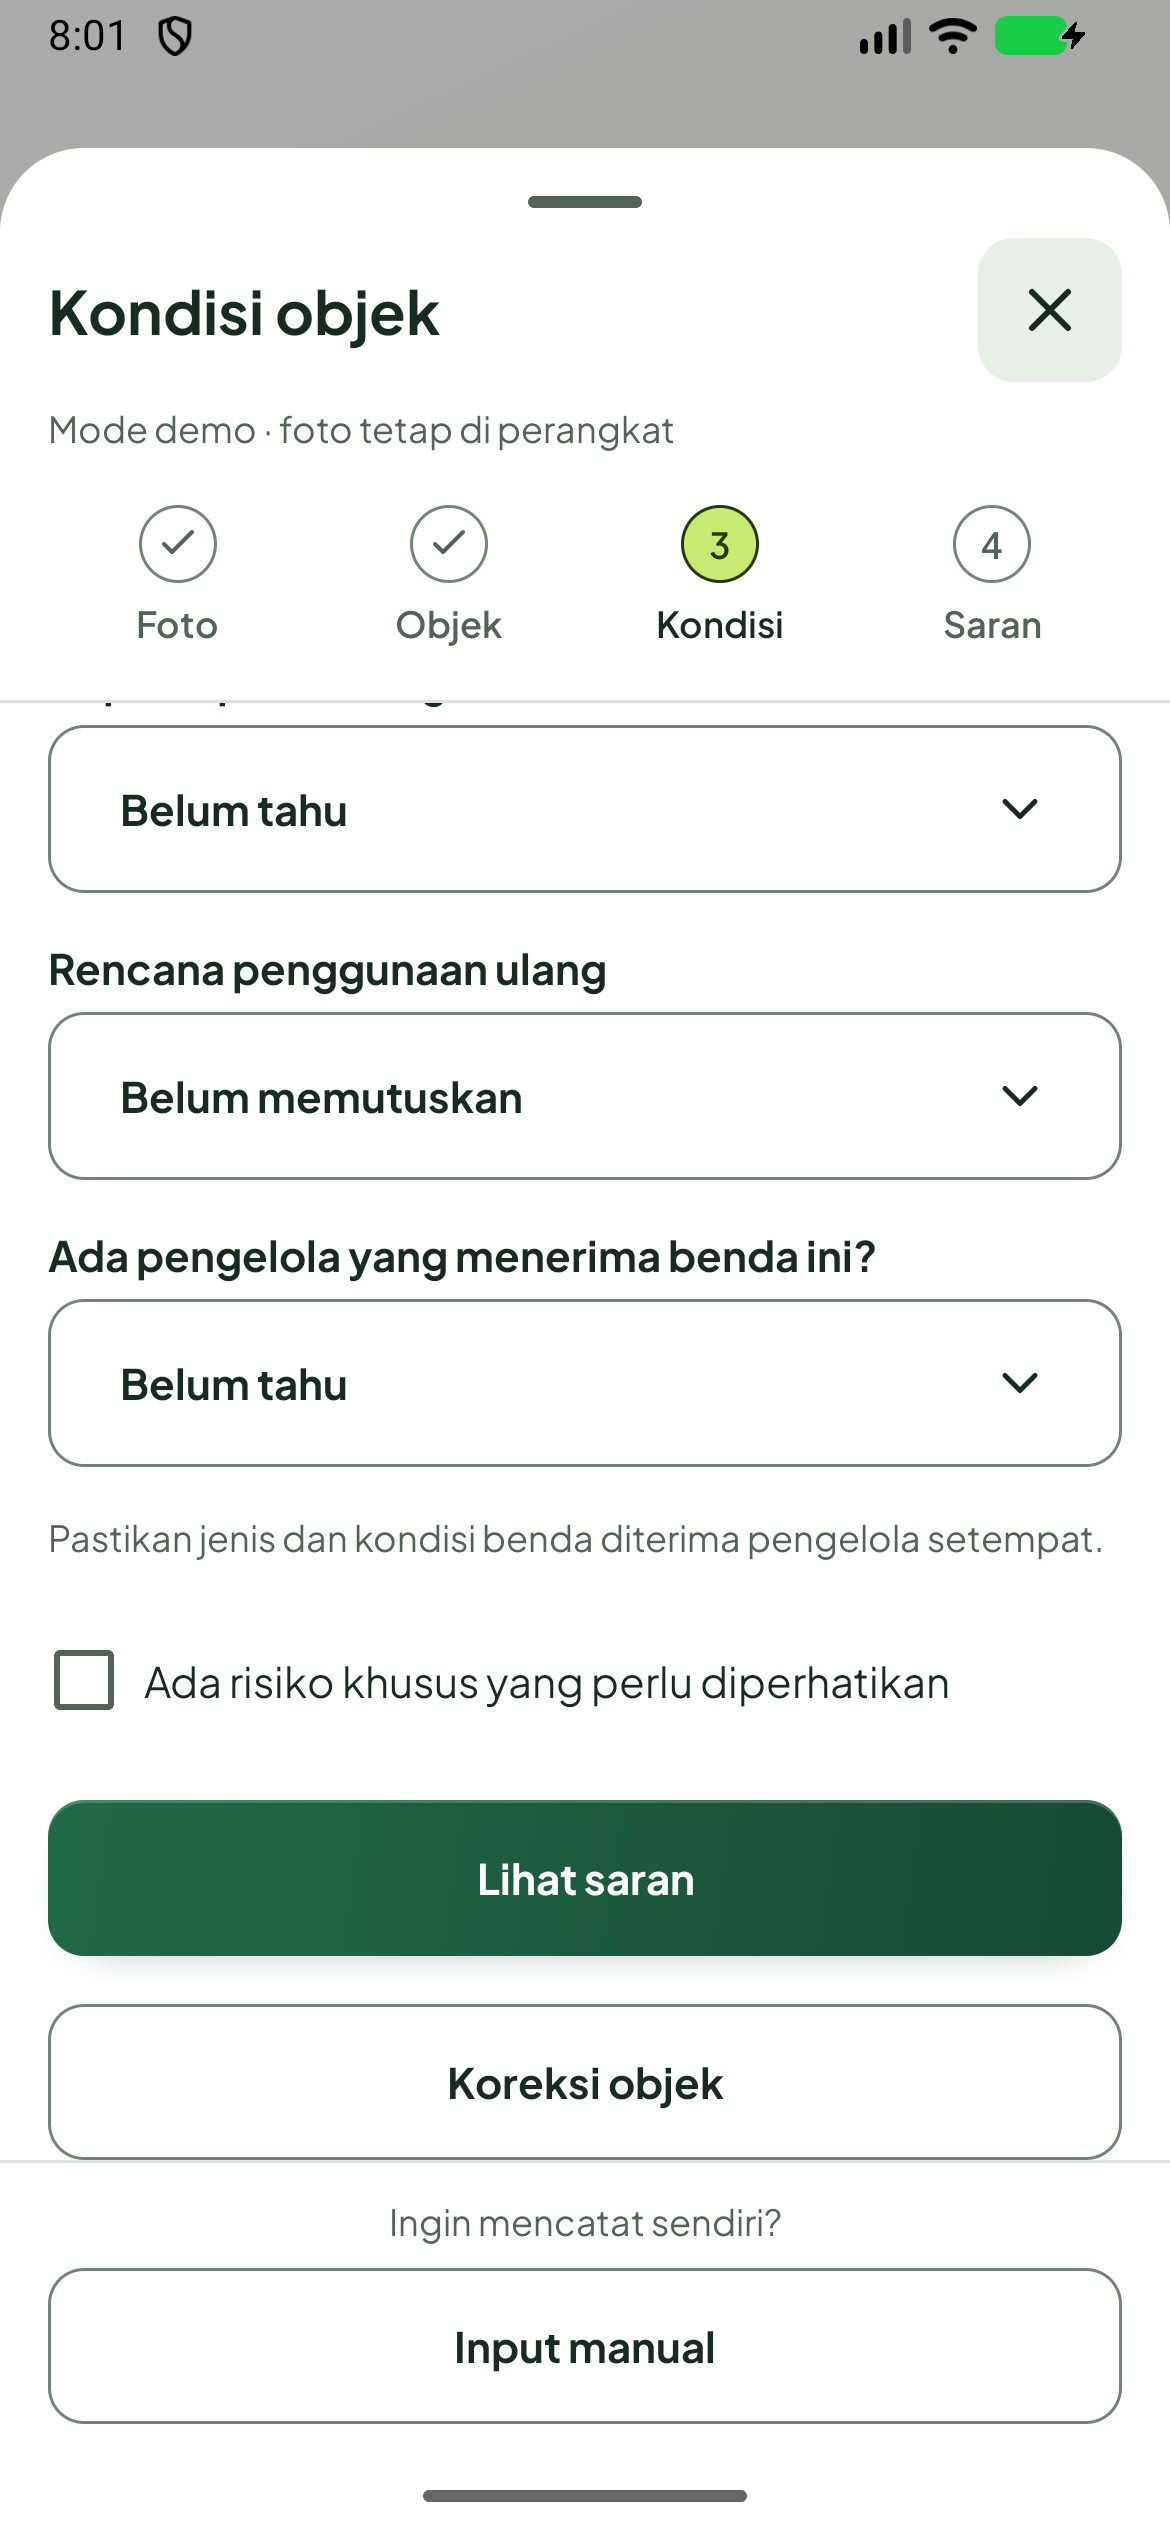 8:01
Kondisi objek
Mode demo · foto tetap di perangkat
3
4
Foto
Objek
Kondisi
Saran
Belum tahu
Rencana penggunaan ulang
Belum memutuskan
Ada pengelola yang menerima benda ini?
Belum tahu
Pastikan jenis dan kondisi benda diterima pengelola setempat.
Ada risiko khusus yang perlu diperhatikan
Lihat saran
Koreksi objek
Ingin mencatat sendiri?
Input manual